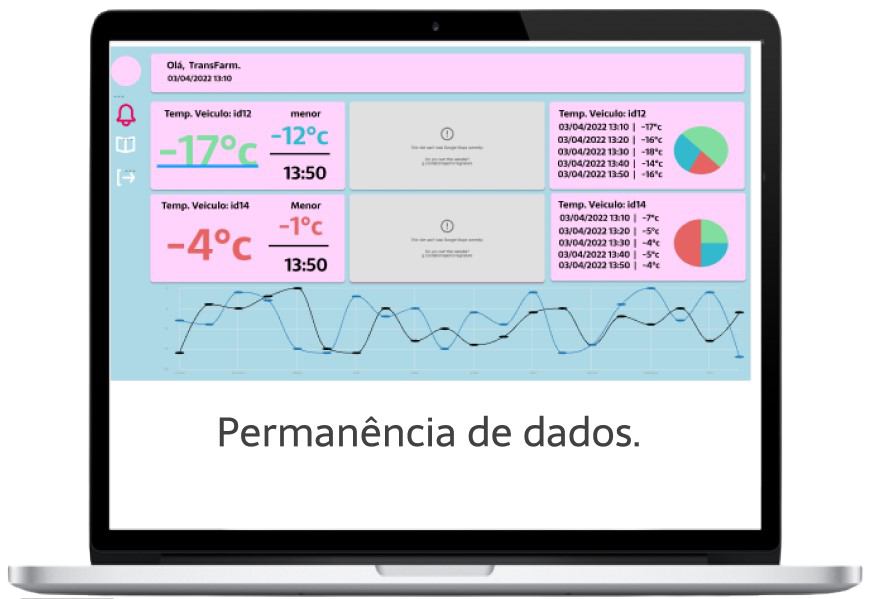 Olá, TransFarm.
03/04/2022 13:10
Temp. Veiculo: id12
menor
-17°c
-12°c
13:50
Temp. Veiculo: id12
03/04/2022 13:10 | -17°c
03/04/2022 13:20 | -16°c
03/04/2022 13:30 | -18°c
03/04/2022 13:40 | -14°c
03/04/2022 13:50 | -16°c
Temp. Veiculo: id14
Menor
-4°c
-1°c
13:50
Temp. Veiculo: id14
03/04/2022 13:10 | -7°c
03/04/2022 13:20 | -5°c
03/04/2022 13:30 | -4°c
03/04/2022 13:40 | -5°c
03/04/2022 13:50 | -4°c
Permanência de dados.